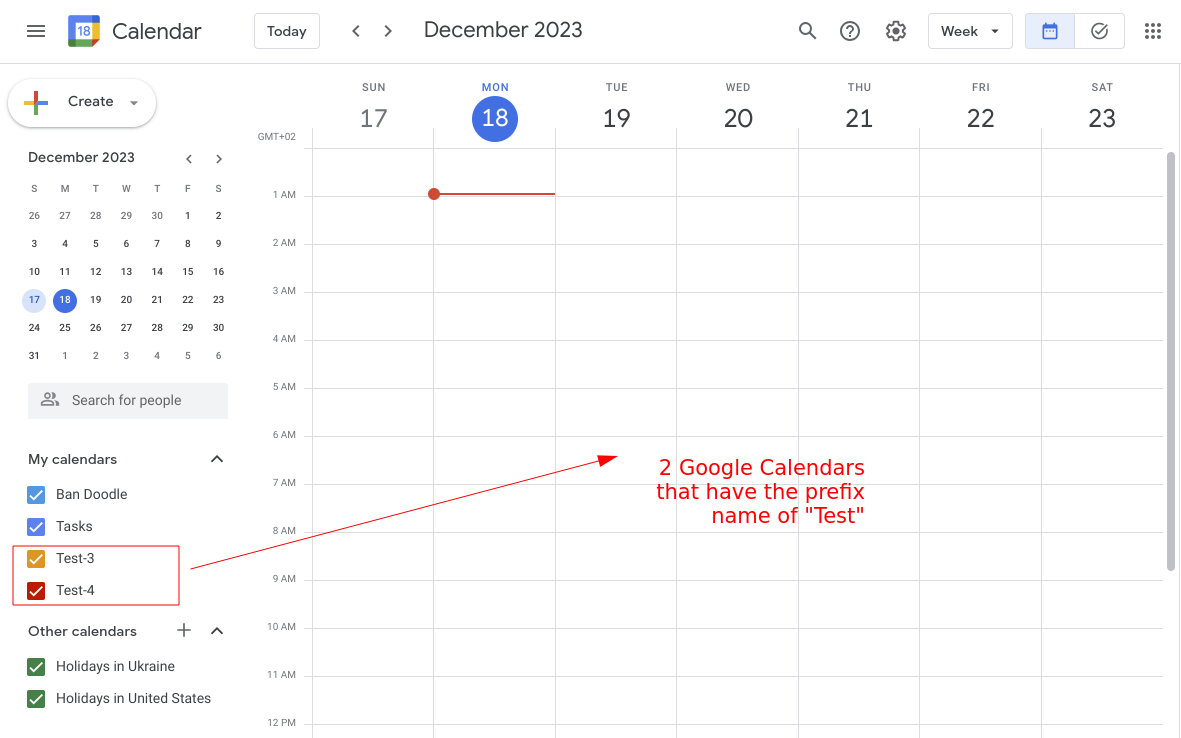 18 Calendar Today December 2023 Week
Create
SUN MON TUE WED THU FRI SAT
17 18 19 20 21 22 23
GMT+02
December 2023
S M T W T F S
26 27 28 29 30 1 2
3 4 5 6 7 8 9
10 11 12 13 14 15 16
17 18 19 20 21 22 23
24 25 26 27 28 29 30
31 1 2 3 4 5 6
Search for people
My calendars
Ban Doodle
Tasks
Test-3
Test-4
Other calendars
Holidays in Ukraine
Holidays in United States
1 AM
2 AM
3 AM
4 AM
5 AM
6 AM
7 AM
8 AM
9 AM
10 AM
11 AM
12 PM
2 Google Calendars
that have the prefix
name of "Test"